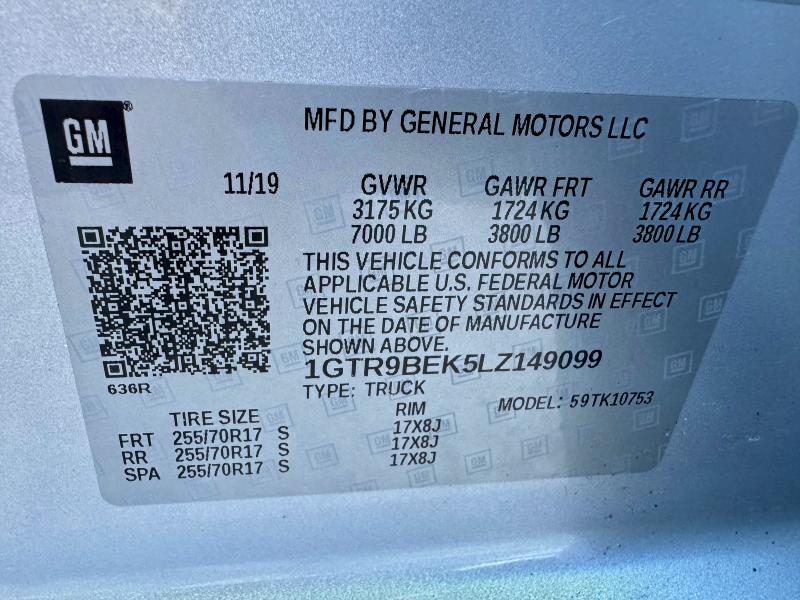 GM®
MFD BY GENERAL MOTORS LLC
11/19 GVWR GAWR FRT GAWR RR
3175 KG 1724 KG 1724 KG
7000 LB 3800 LB 3800 LB
THIS VEHICLE CONFORMS TO ALL
APPLICABLE U.S. FEDERAL MOTOR
VEHICLE SAFETY STANDARDS IN EFFECT
ON THE DATE OF MANUFACTURE
SHOWN ABOVE.
1GTR9BEK5LZ149099
636R
TYPE: TRUCK MODEL: 59TK10753
TIRE SIZE RIM
FRT 255/70R17 S 17X8J
RR 255/70R17 S 17X8J
SPA 255/70R17 S 17X8J